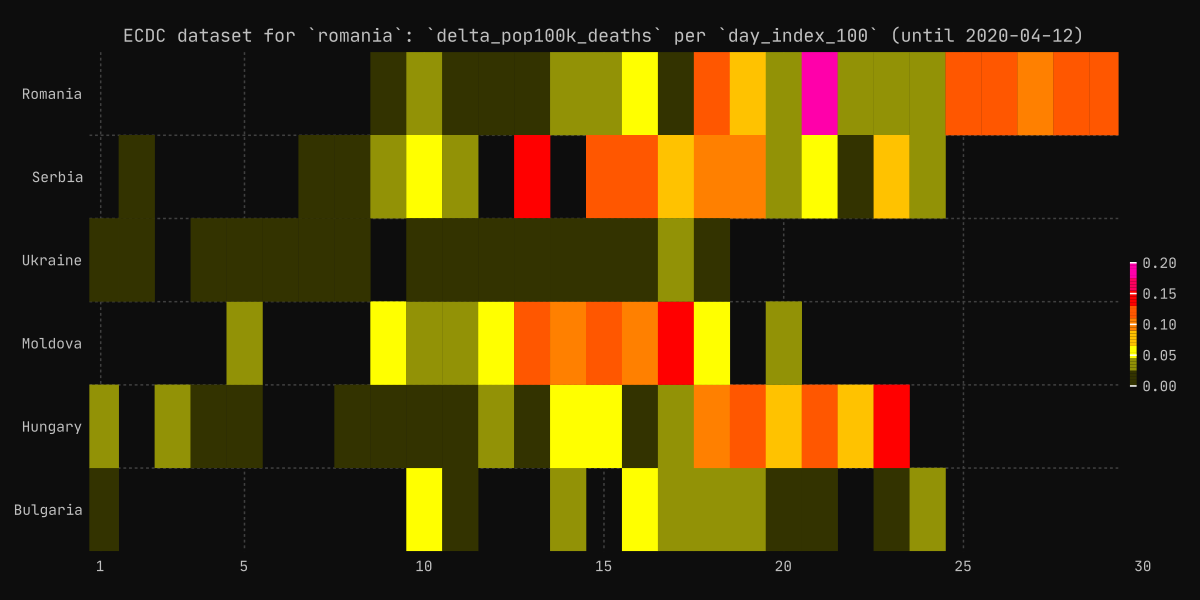 ECDC dataset for `romania`: `delta_pop100k_deaths` per `day_index_100` (until 2020-04-12)
Romania
Serbia
Ukraine
Moldova
Hungary
Bulgaria
0.20
0.15
0.10
0.05
0.00
1 5 10 15 20 25 30